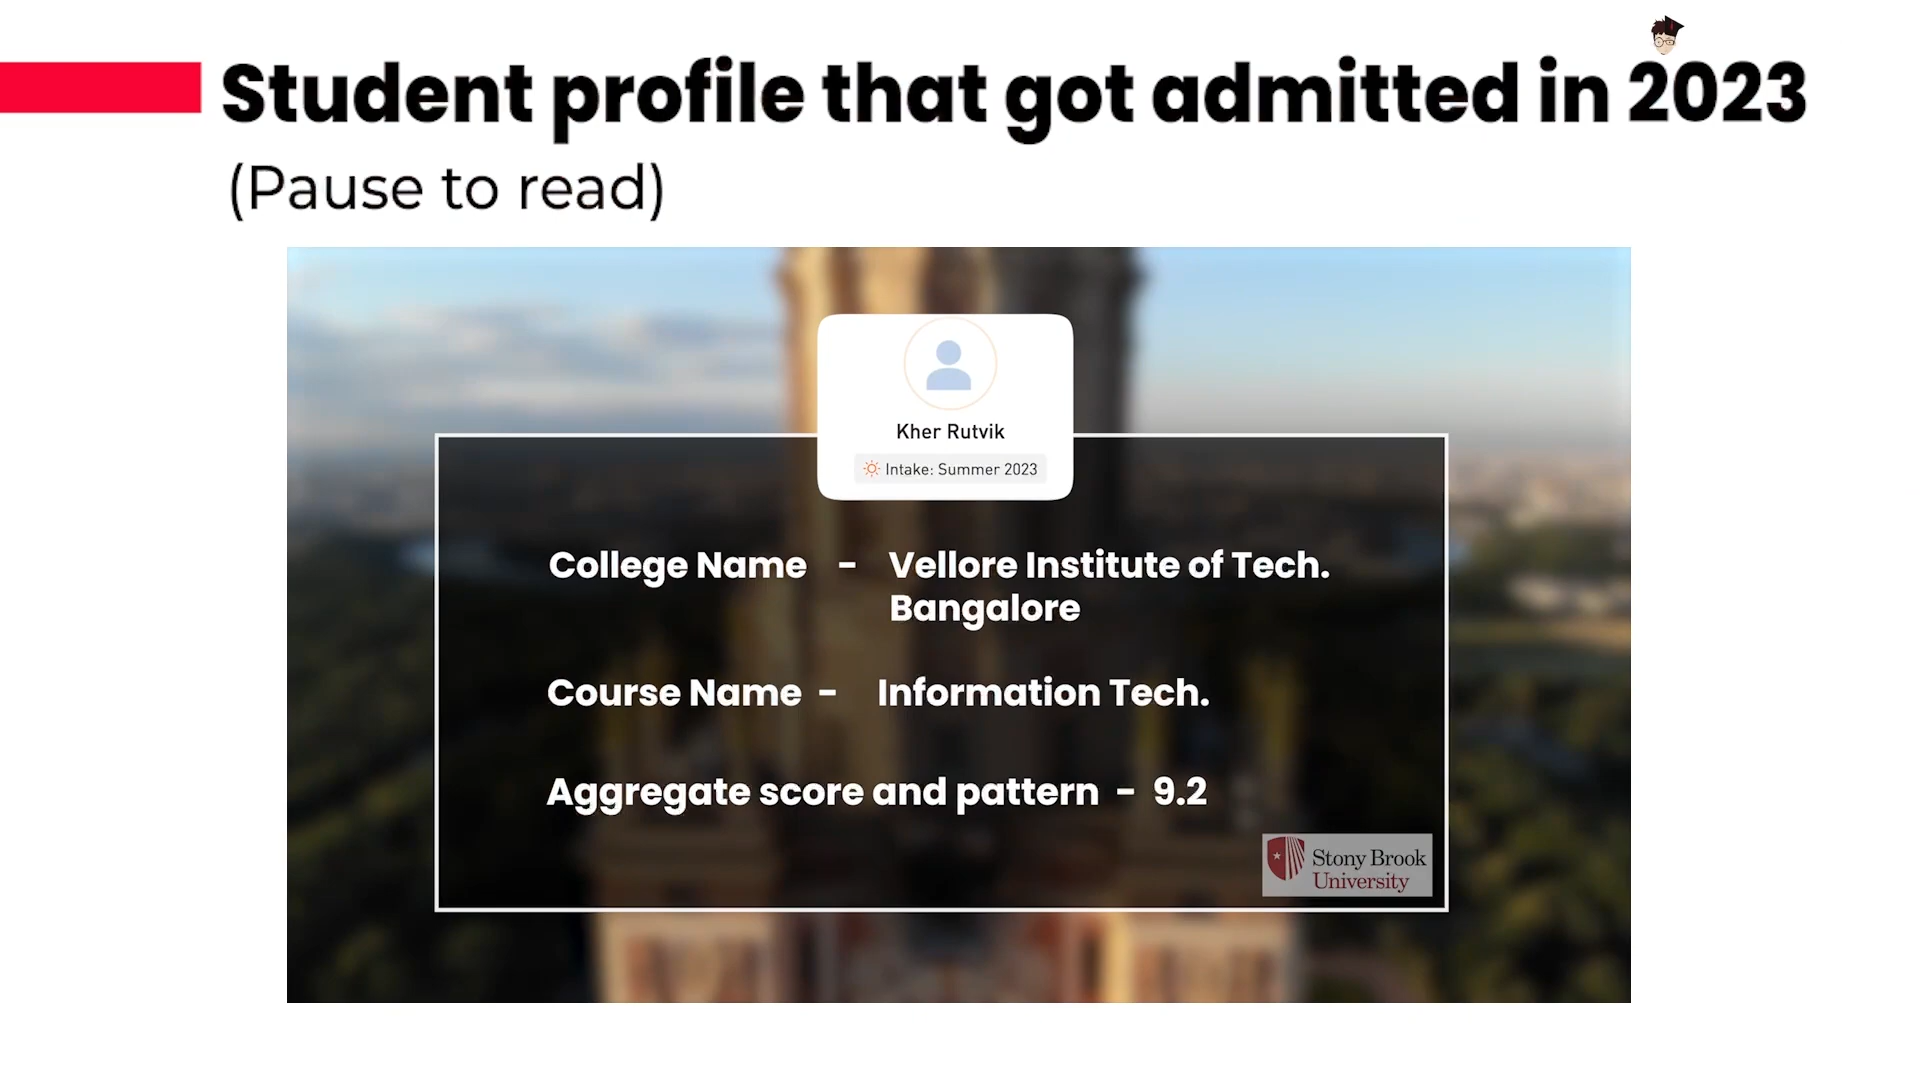 Student profile that got admitted in 2023
(Pause to read)
Kher Rutvik
Intake: Summer 2023
College Name - Vellore Institute of Tech.
Bangalore
Course Name - Information Tech.
Aggregate score and pattern - 9.2
Stony Brook
University